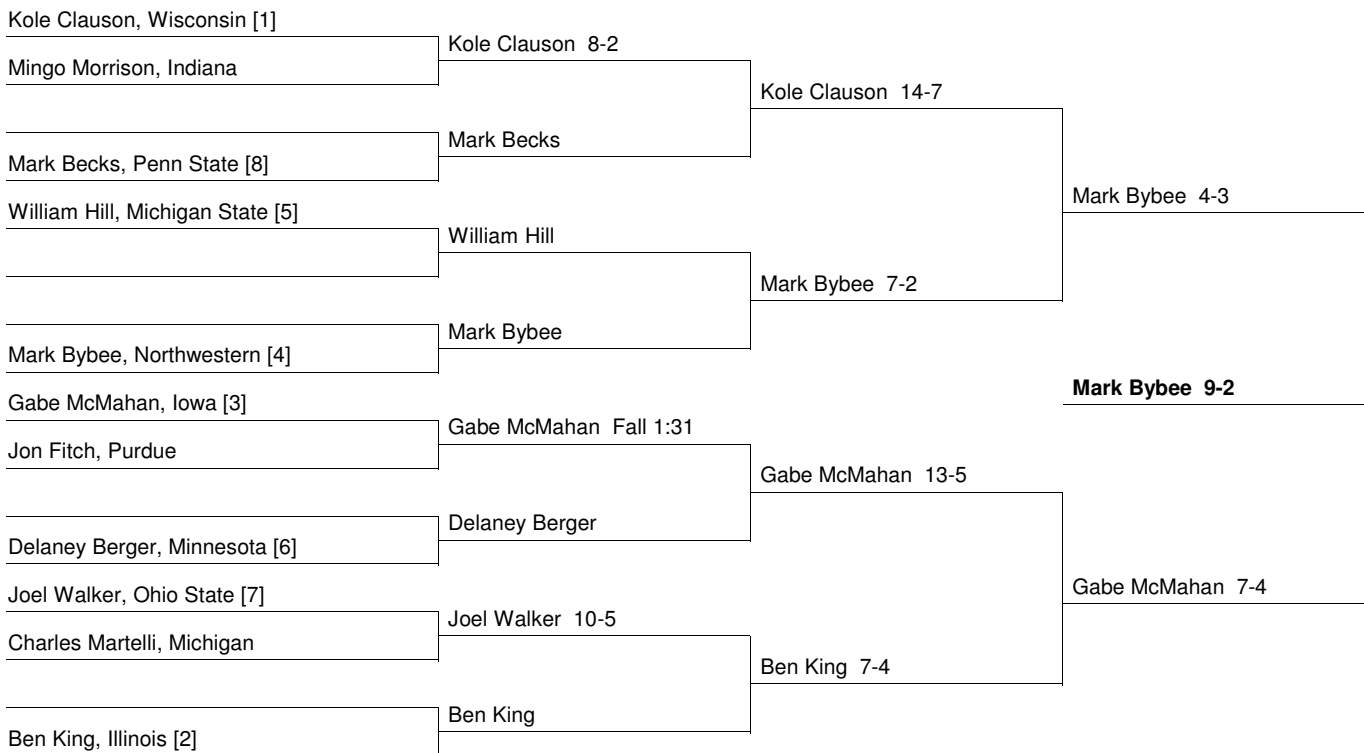 Kole Clauson, Wisconsin [1]
Kole Clauson 8-2
Mingo Morrison, Indiana
Kole Clauson 14-7
Mark Becks
Mark Becks, Penn State [8]
Mark Bybee 4-3
William Hill, Michigan State [5]
William Hill
Mark Bybee 7-2
Mark Bybee
Mark Bybee, Northwestern [4]
Mark Bybee 9-2
Gabe McMahan, Iowa [3]
Gabe McMahan Fall 1:31
Jon Fitch, Purdue
Gabe McMahan 13-5
Delaney Berger
Delaney Berger, Minnesota [6]
Gabe McMahan 7-4
Joel Walker, Ohio State [7]
Joel Walker 10-5
Charles Martelli, Michigan
Ben King 7-4
Ben King
Ben King, Illinois [2]